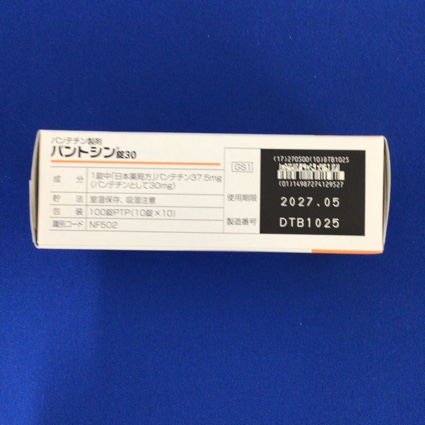 パンテチン製剤
パントシン®錠30
成 分 1錠中「日本薬局方」パンテチン37.5mg
(パンテチンとして30mg)
貯 法 室温保存、吸湿注意
包 装 100錠PTP(10錠×10)
識別コード NF502
GS1
(17)270500(10)DTB1025
(01)14987274129527
使用期限 2027.05
製造番号 DTB1025